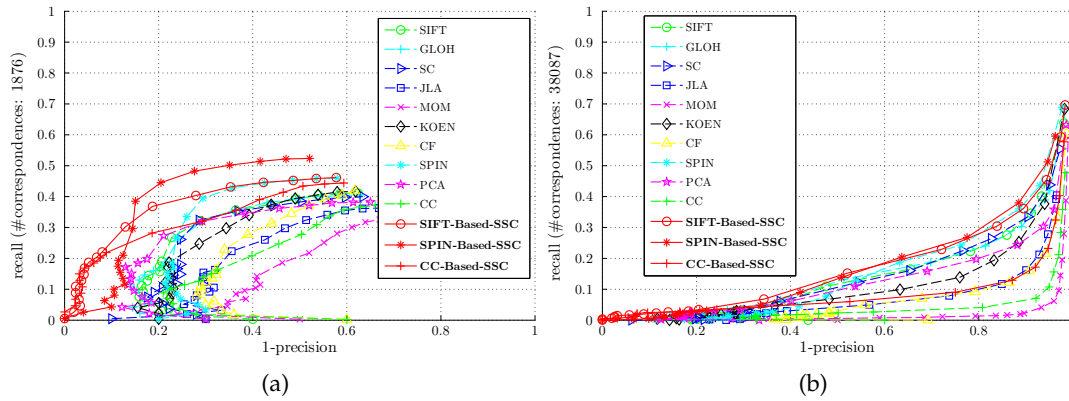 1
0.9
0.8
0.7
0.6
0.5
0.4
0.3
0.2
0.1
0
recall (#correspondences: 1876)
0 0.2 0.4 0.6 0.8 1
1-precision
SIFT
GLOH
SC
JLA
MOM
KOEN
CF
SPIN
PCA
CC
SIFT-Based-SSC
SPIN-Based-SSC
CC-Based-SSC
(a)
1
0.9
0.8
0.7
0.6
0.5
0.4
0.3
0.2
0.1
0
recall (#correspondences: 38087)
0 0.2 0.4 0.6 0.8
1-precision
SIFT
GLOH
SC
JLA
MOM
KOEN
CF
SPIN
PCA
CC
SIFT-Based-SSC
SPIN-Based-SSC
CC-Based-SSC
(b)